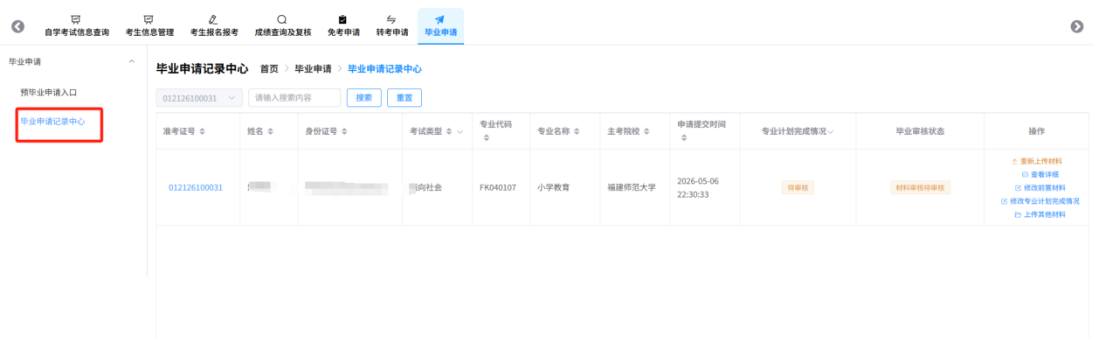 自学考试信息查询 考生信息管理 考生报名报考 成绩查询及复核 免考申请 转考申请 毕业申请
毕业申请
预毕业申请入口
毕业申请记录中心
毕业申请记录中心 首页 > 毕业申请 > 毕业申请记录中心
012126100031 请输入搜索内容 搜索 重置
准考证号 姓名 身份证号 考试类型 专业代码 专业名称 主考院校 申请提交时间 专业计划完成情况 毕业审核状态 操作
012126100031 向社会 FK040107 小学教育 福建师范大学 2026-05-06 22:30:33 待审核 材料审核待审核
重新上传材料
查看详细
修改前置材料
修改专业计划完成情况
上传其他材料